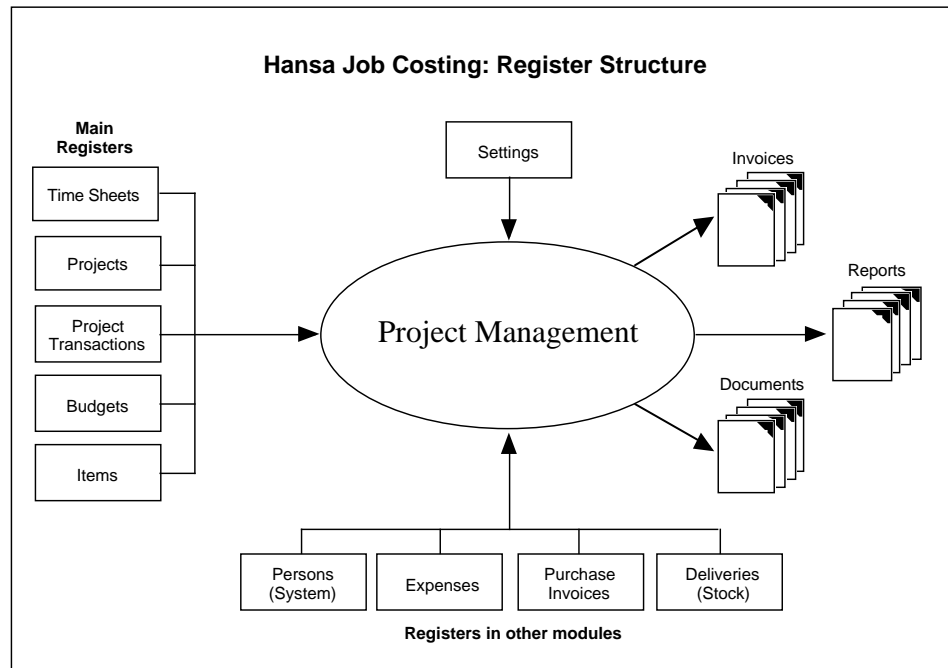 Hansa Job Costing: Register Structure
Main
Registers
Time Sheets
Projects
Project
Transactions
Budgets
Items
Settings
Project Management
Invoices
Reports
Documents
Persons
(System)
Expenses
Purchase
Invoices
Deliveries
(Stock)
Registers in other modules